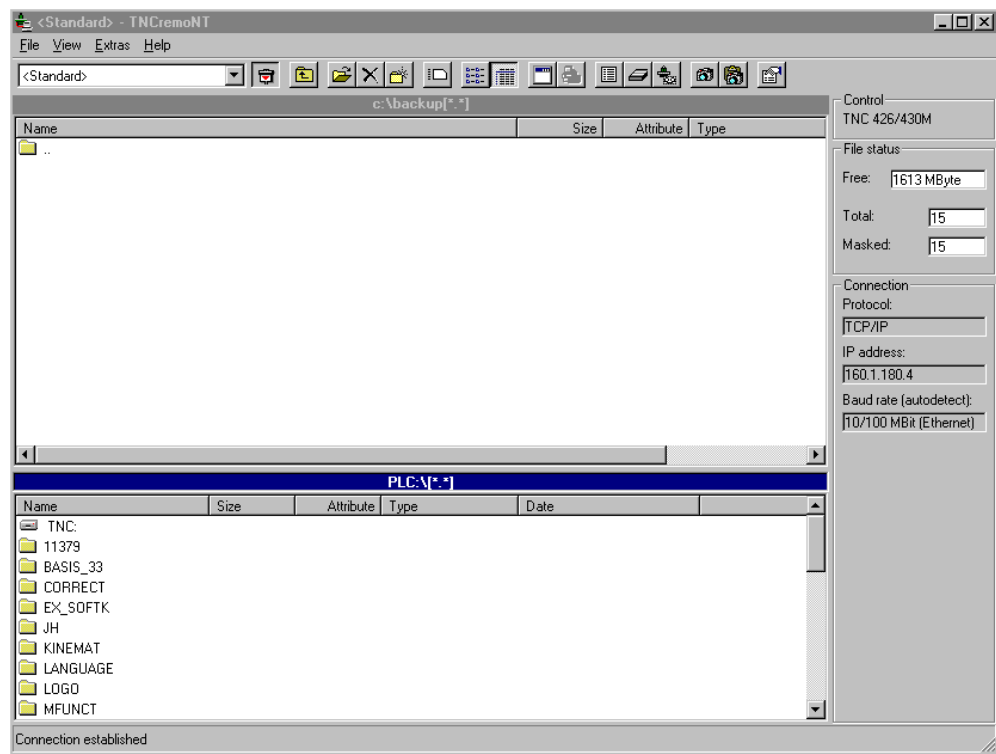 <Standard> - TNCremoNT
File View Extras Help
<Standard>
c:\backup[*.*]
Name Size Attribute Type
..
PLC:\[*.*]
Name Size Attribute Type Date
TNC:
11379
BASIS_33
CORRECT
EX_SOFTK
JH
KINEMAT
LANGUAGE
LOGO
MFUNCT
Control
TNC 426/430M
File status
Free: 1613 MByte
Total: 15
Masked: 15
Connection
Protocol:
TCP/IP
IP address:
160.1.180.4
Baud rate (autodetect):
10/100 MBit (Ethernet)
Connection established